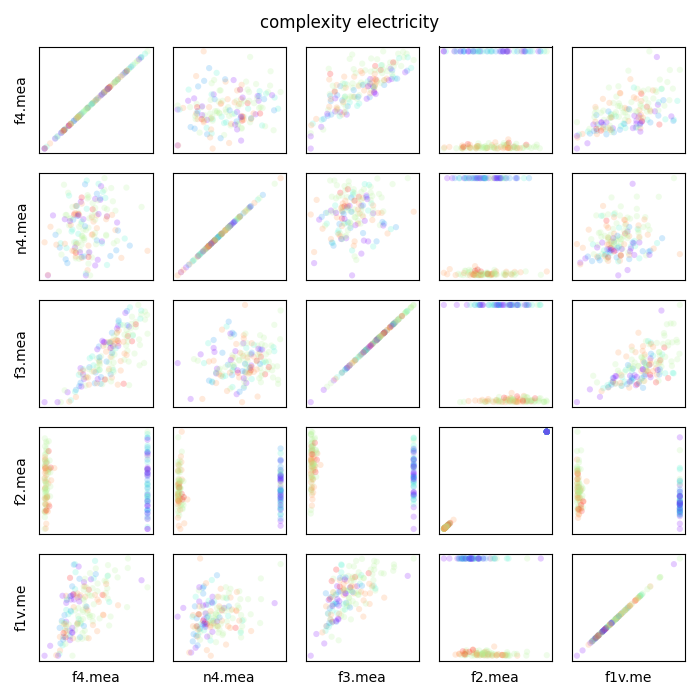 complexity electricity
f4.mea
n4.mea
f3.mea
f2.mea
f1v.me
f4.mea n4.mea f3.mea f2.mea f1v.me